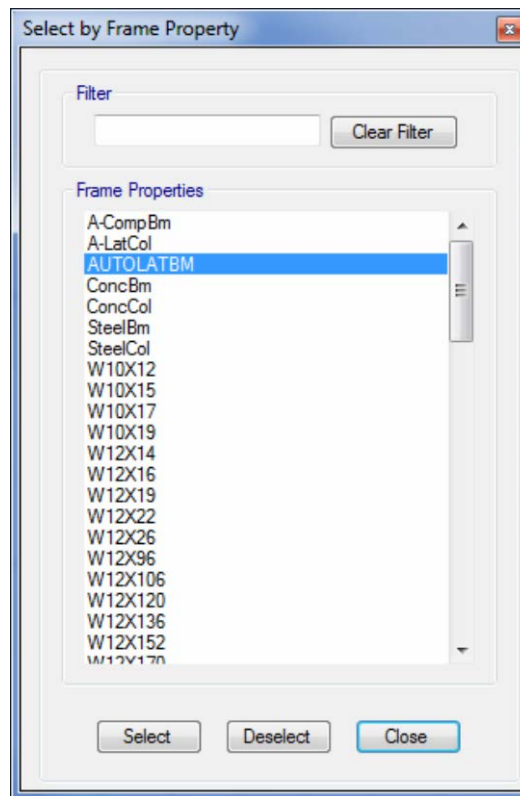 Select by Frame Property
Filter
Clear Filter
Frame Properties
A-CompBm
A-LatCol
AUTOLATBM
ConcBm
ConcCol
SteelBm
SteelCol
W10X12
W10X15
W10X17
W10X19
W12X14
W12X16
W12X19
W12X22
W12X26
W12X96
W12X106
W12X120
W12X136
W12X152
W12X170
Select Deselect Close